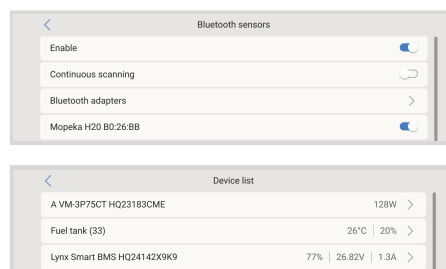 Bluetooth sensors
Enable
Continuous scanning
Bluetooth adapters
Mopeka H20 B0:26:BB
Device list
A VM-3P75CT HQ23183CME 128W
Fuel tank (33) 26°C 20%
Lynx Smart BMS HQ24142X9K9 77% 26.82V 1.3A